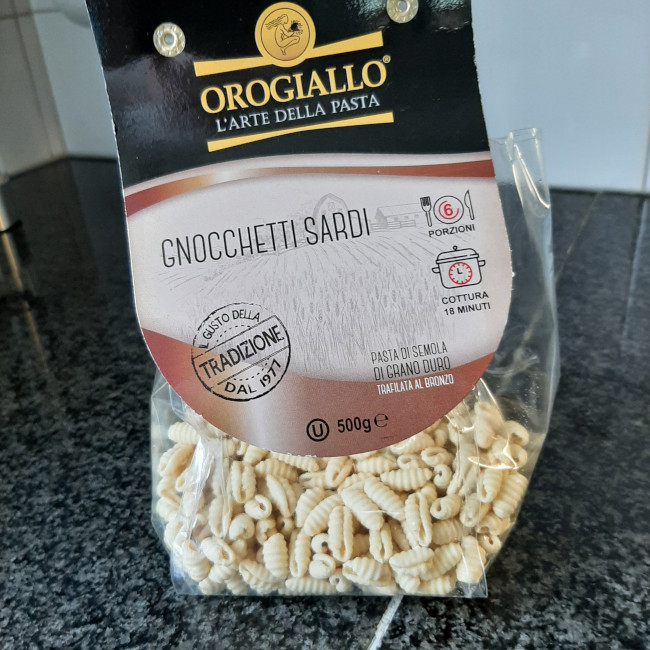 OROGIALLO®
L'ARTE DELLA PASTA
GNOCCHETTI SARDI
6
PORZIONI
COTTURA
18 MINUTI
IL GUSTO DELLA
TRADIZIONE
DAL 1977
PASTA DI SEMOLA
DI GRANO DURO
TRAFILATA AL BRONZO
U 500g ℮